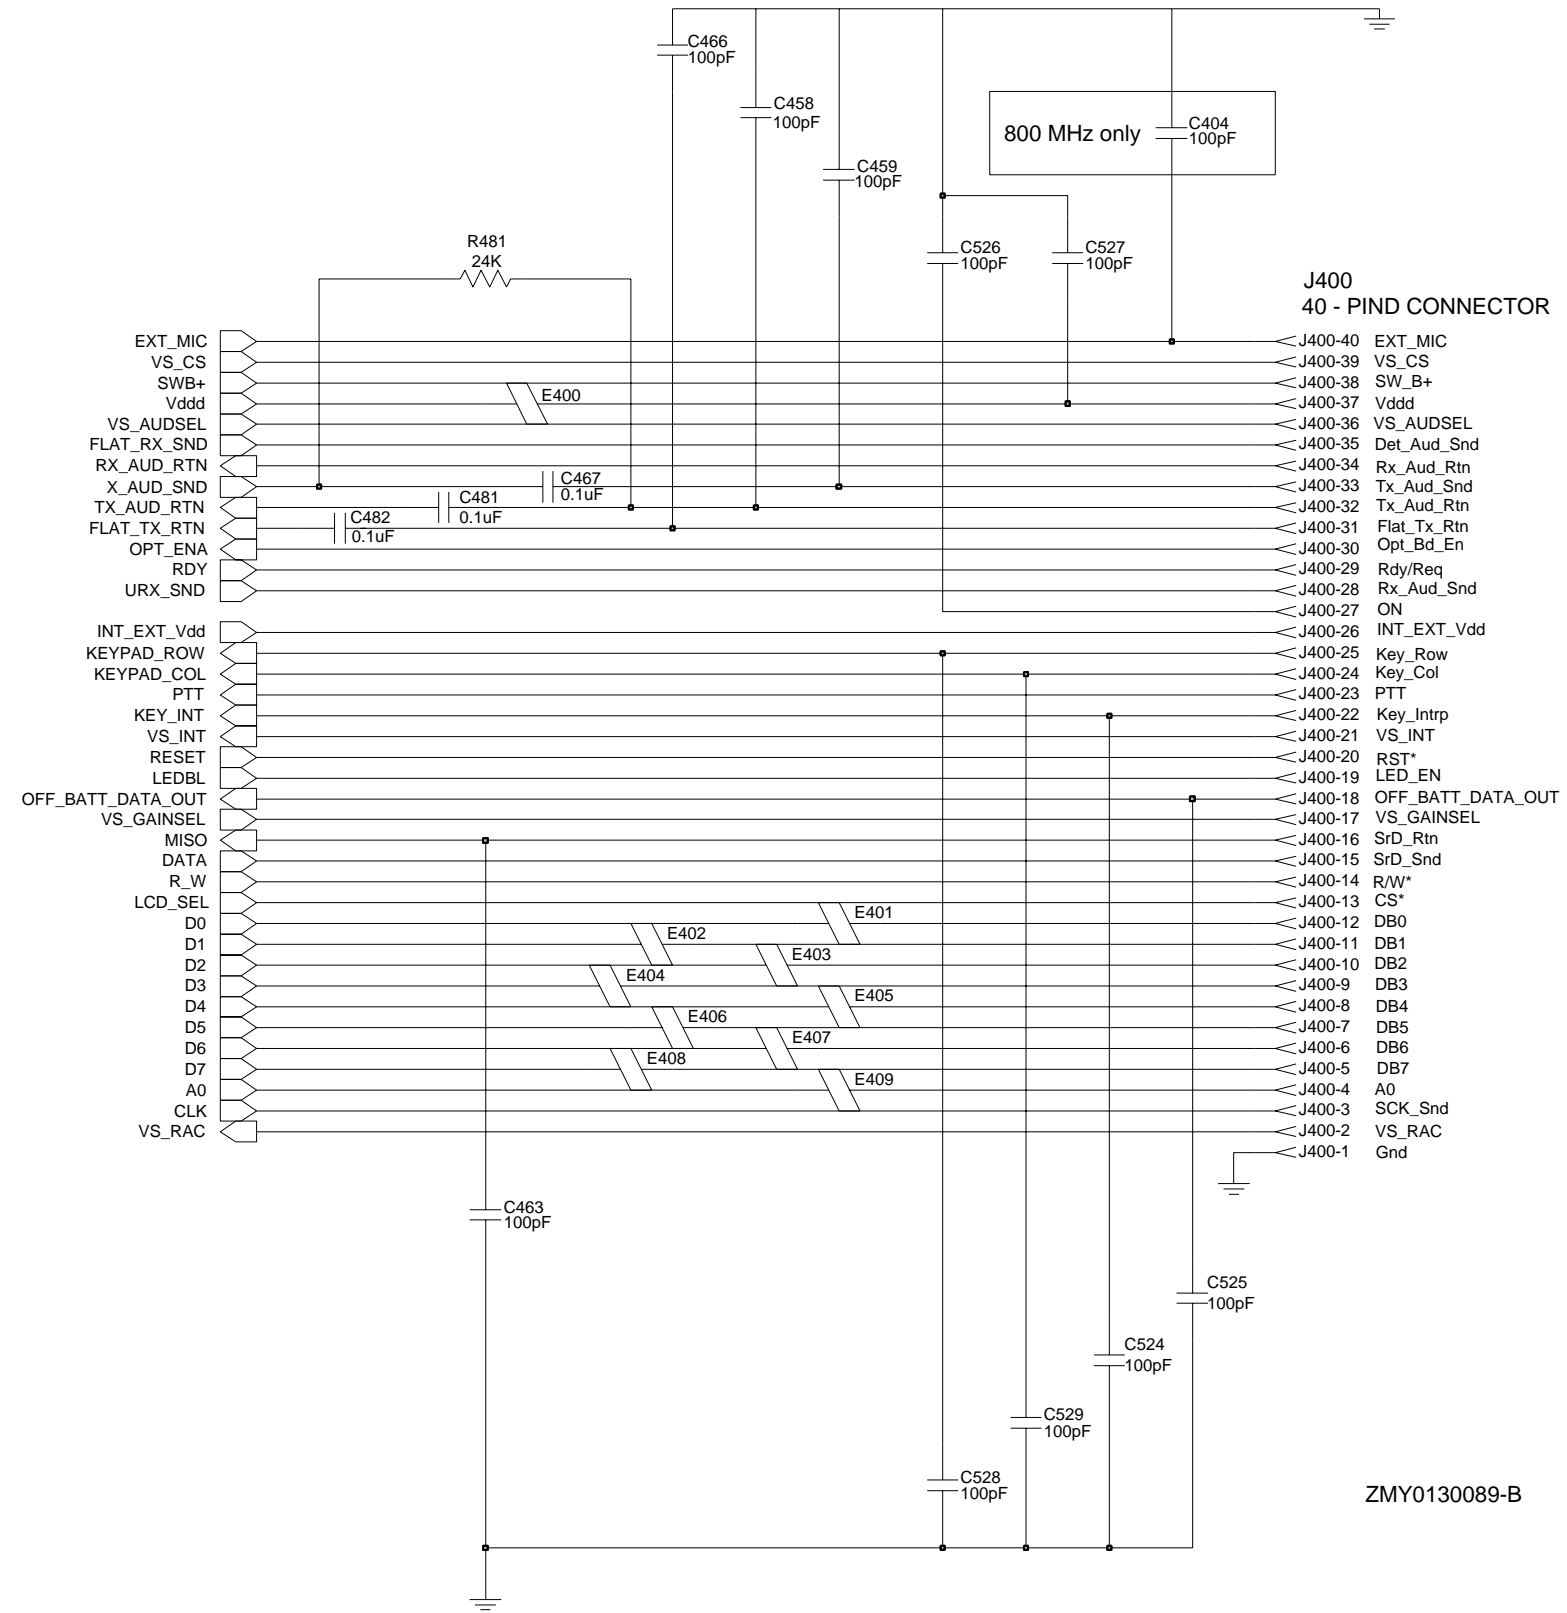 C466
100pF
C458
100pF
800 MHz only
C404
100pF
C459
100pF
R481
24K
C526
100pF
C527
100pF
J400
40 - PIND CONNECTOR
EXT_MIC
J400-40 EXT_MIC
VS_CS
J400-39 VS_CS
SWB+
J400-38 SW_B+
Vddd
E400
J400-37 Vddd
VS_AUDSEL
J400-36 VS_AUDSEL
FLAT_RX_SND
J400-35 Det_Aud_Snd
RX_AUD_RTN
J400-34 Rx_Aud_Rtn
X_AUD_SND
C467
0.1uF
J400-33 Tx_Aud_Snd
TX_AUD_RTN
C481
0.1uF
J400-32 Tx_Aud_Rtn
FLAT_TX_RTN
C482
0.1uF
J400-31 Flat_Tx_Rtn
OPT_ENA
J400-30 Opt_Bd_En
RDY
J400-29 Rdy/Req
URX_SND
J400-28 Rx_Aud_Snd
J400-27 ON
INT_EXT_Vdd
J400-26 INT_EXT_Vdd
KEYPAD_ROW
J400-25 Key_Row
KEYPAD_COL
J400-24 Key_Col
PTT
J400-23 PTT
KEY_INT
J400-22 Key_Intrp
VS_INT
J400-21 VS_INT
RESET
J400-20 RST*
LEDBL
J400-19 LED_EN
OFF_BATT_DATA_OUT
J400-18 OFF_BATT_DATA_OUT
VS_GAINSEL
J400-17 VS_GAINSEL
MISO
J400-16 SrD_Rtn
DATA
J400-15 SrD_Snd
R_W
J400-14 R/W*
LCD_SEL
J400-13 CS*
D0
E401
J400-12 DB0
D1
E402
J400-11 DB1
D2
E403
J400-10 DB2
D3
E404
J400-9 DB3
D4
E405
J400-8 DB4
D5
E406
J400-7 DB5
D6
E407
J400-6 DB6
D7
E408
J400-5 DB7
A0
E409
J400-4 A0
CLK
J400-3 SCK_Snd
VS_RAC
J400-2 VS_RAC
J400-1 Gnd
C463
100pF
C525
100pF
C524
100pF
C529
100pF
C528
100pF
ZMY0130089-B